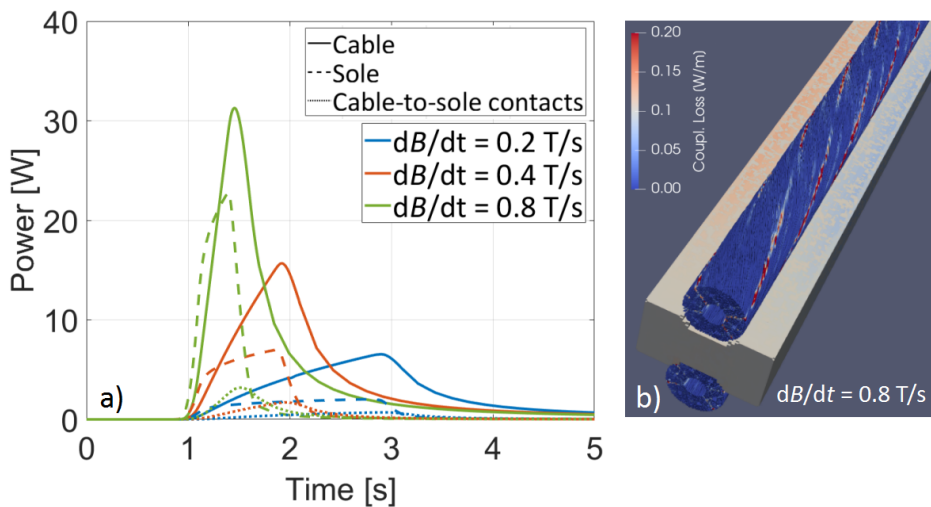 40
30
20
10
0
Power [W]
Cable
Sole
Cable-to-sole contacts
dB/dt = 0.2 T/s
dB/dt = 0.4 T/s
dB/dt = 0.8 T/s
a)
0 1 2 3 4 5
Time [s]
0.20
0.15
0.10
0.05
0.00
Coupl. Loss (W/m)
b)
dB/dt = 0.8 T/s